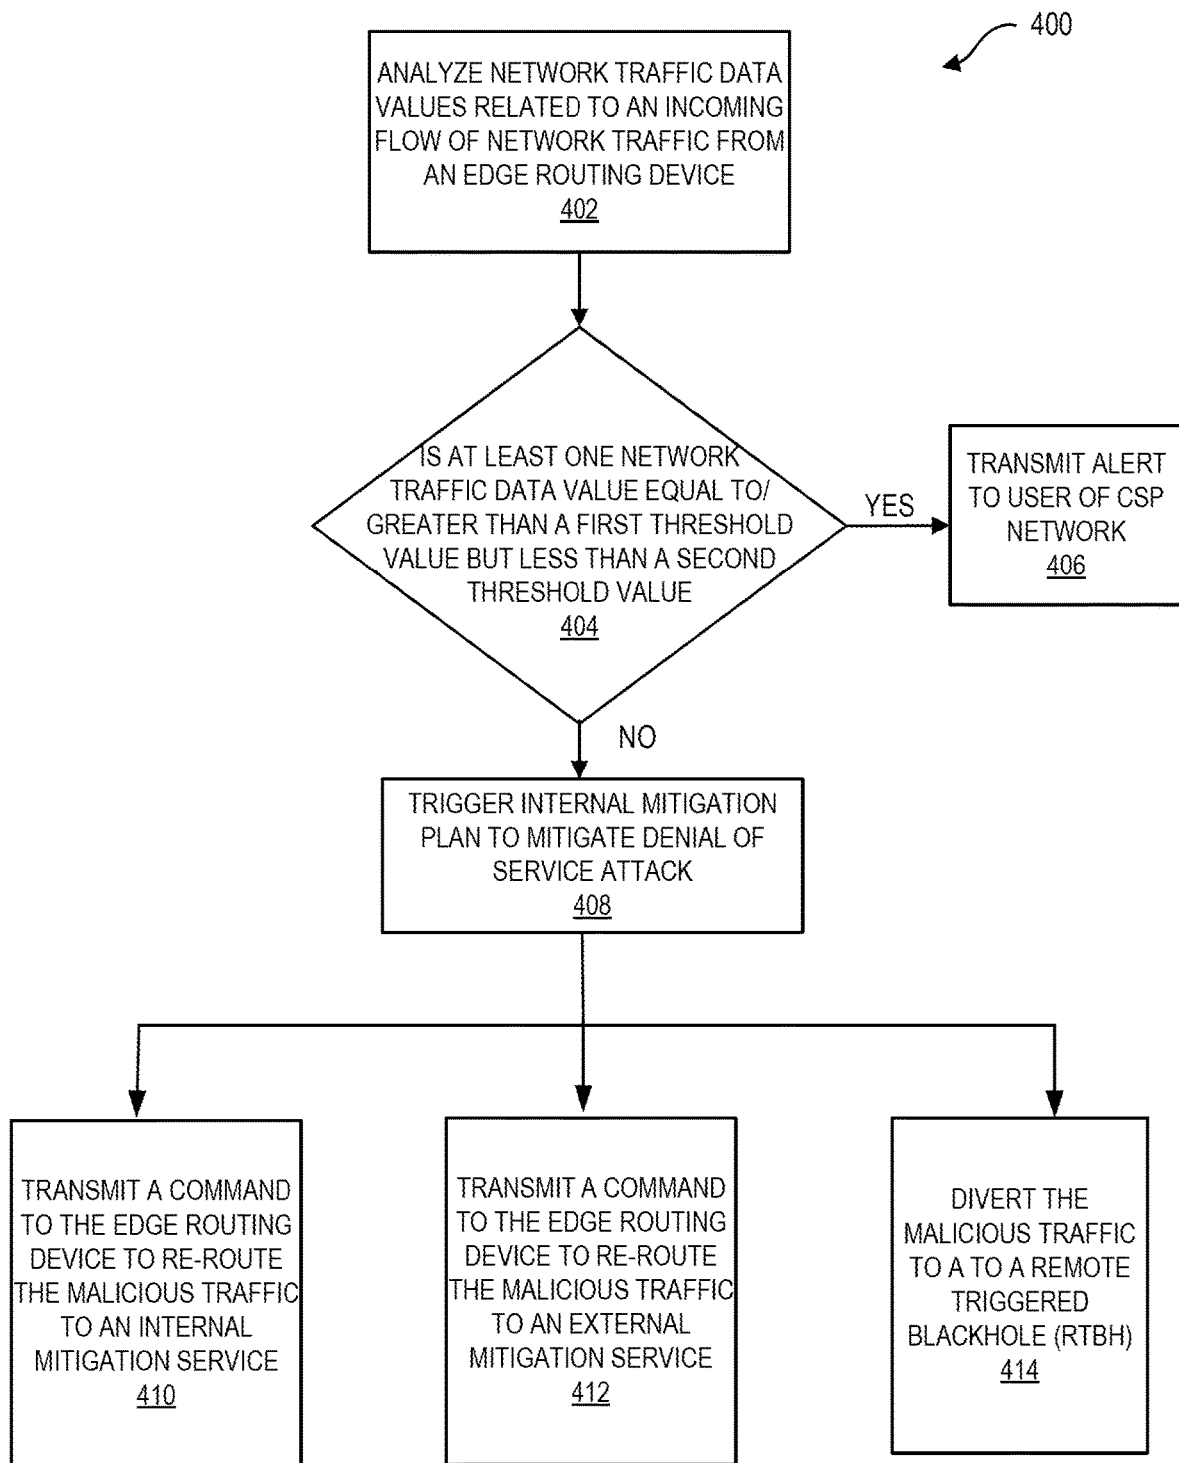 400
ANALYZE NETWORK TRAFFIC DATA
VALUES RELATED TO AN INCOMING
FLOW OF NETWORK TRAFFIC FROM
AN EDGE ROUTING DEVICE
402
IS AT LEAST ONE NETWORK
TRAFFIC DATA VALUE EQUAL TO/
GREATER THAN A FIRST THRESHOLD
VALUE BUT LESS THAN A SECOND
THRESHOLD VALUE
404
YES
TRANSMIT ALERT
TO USER OF CSP
NETWORK
406
NO
TRIGGER INTERNAL MITIGATION
PLAN TO MITIGATE DENIAL OF
SERVICE ATTACK
408
TRANSMIT A COMMAND
TO THE EDGE ROUTING
DEVICE TO RE-ROUTE
THE MALICIOUS TRAFFIC
TO AN INTERNAL
MITIGATION SERVICE
410
TRANSMIT A COMMAND
TO THE EDGE ROUTING
DEVICE TO RE-ROUTE
THE MALICIOUS TRAFFIC
TO AN EXTERNAL
MITIGATION SERVICE
412
DIVERT THE
MALICIOUS TRAFFIC
TO A TO A REMOTE
TRIGGERED
BLACKHOLE (RTBH)
414